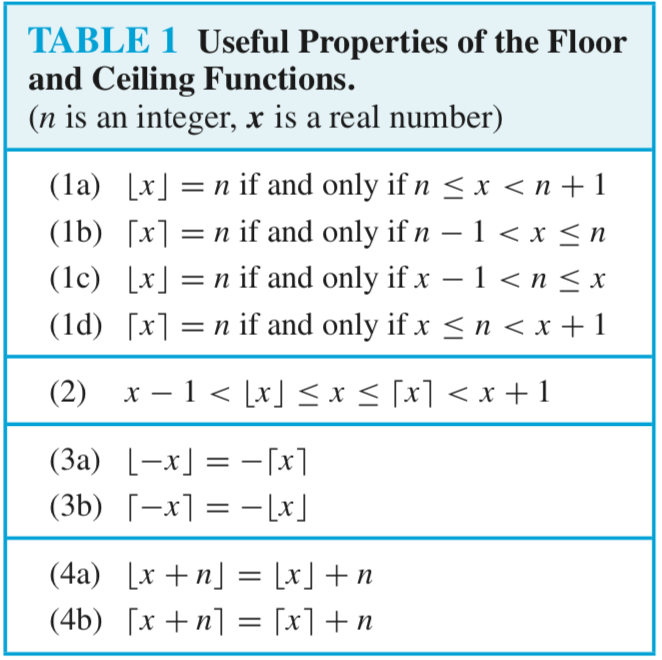 TABLE 1 Useful Properties of the Floor
and Ceiling Functions.
(n is an integer, x is a real number)
(1a) ⌊x⌋ = n if and only if n ≤ x < n + 1
(1b) ⌈x⌉ = n if and only if n − 1 < x ≤ n
(1c) ⌊x⌋ = n if and only if x − 1 < n ≤ x
(1d) ⌈x⌉ = n if and only if x ≤ n < x + 1
(2) x − 1 < ⌊x⌋ ≤ x ≤ ⌈x⌉ < x + 1
(3a) ⌊−x⌋ = −⌈x⌉
(3b) ⌈−x⌉ = −⌊x⌋
(4a) ⌊x + n⌋ = ⌊x⌋ + n
(4b) ⌈x + n⌉ = ⌈x⌉ + n